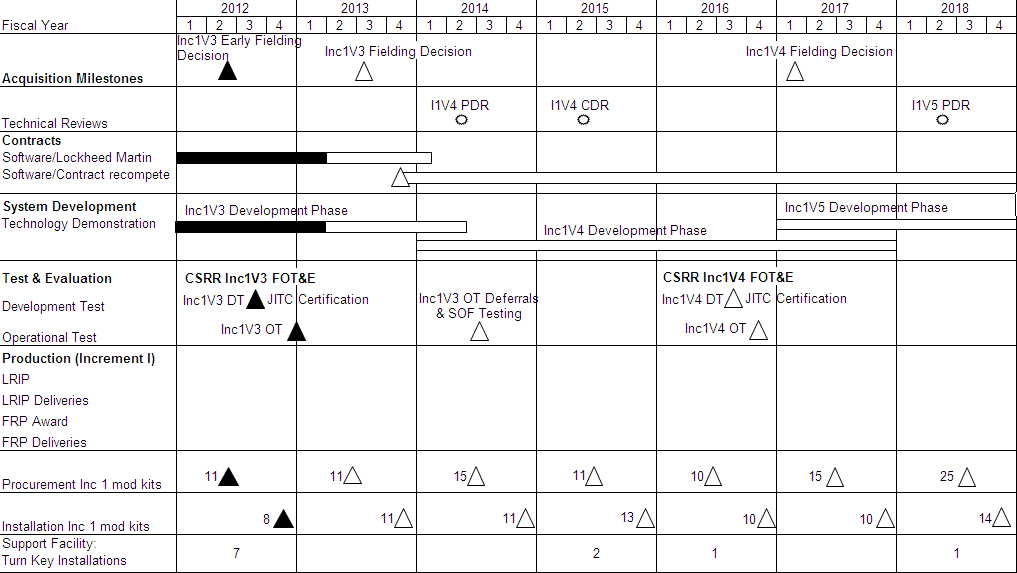 2012 2013 2014 2015 2016 2017 2018
Fiscal Year 1 2 3 4 1 2 3 4 1 2 3 4 1 2 3 4 1 2 3 4 1 2 3 4 1 2 3 4
Inc1V3 Early Fielding
Decision
Inc1V3 Fielding Decision
Inc1V4 Fielding Decision
Acquisition Milestones
I1V4 PDR I1V4 CDR I1V5 PDR
Technical Reviews
Contracts
Software/Lockheed Martin
Software/Contract recompete
System Development
Inc1V3 Development Phase
Inc1V5 Development Phase
Technology Demonstration
Inc1V4 Development Phase
Test & Evaluation
CSRR Inc1V3 FOT&E
CSRR Inc1V4 FOT&E
Development Test
Inc1V3 DT JITC Certification
Inc1V3 OT Deferrals
& SOF Testing
Inc1V4 DT JITC Certification
Operational Test
Inc1V3 OT
Inc1V4 OT
Production (Increment I)
LRIP
LRIP Deliveries
FRP Award
FRP Deliveries
Procurement Inc 1 mod kits 11 11 15 11 10 15 25
Installation Inc 1 mod kits 8 11 11 13 10 10 14
Support Facility:
Turn Key Installations 7 2 1 1